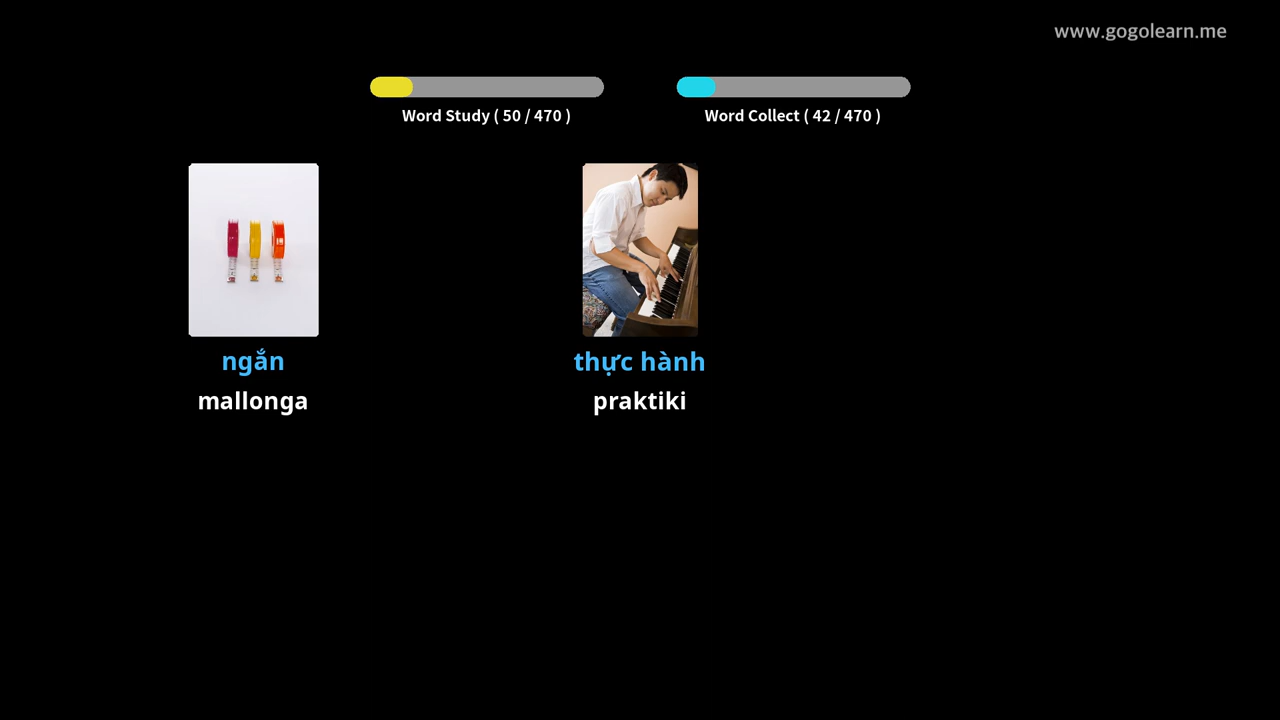 www.gogolearn.me
Word Study ( 50 / 470 )
Word Collect ( 42 / 470 )
ngắn
thực hành
mallonga
praktiki